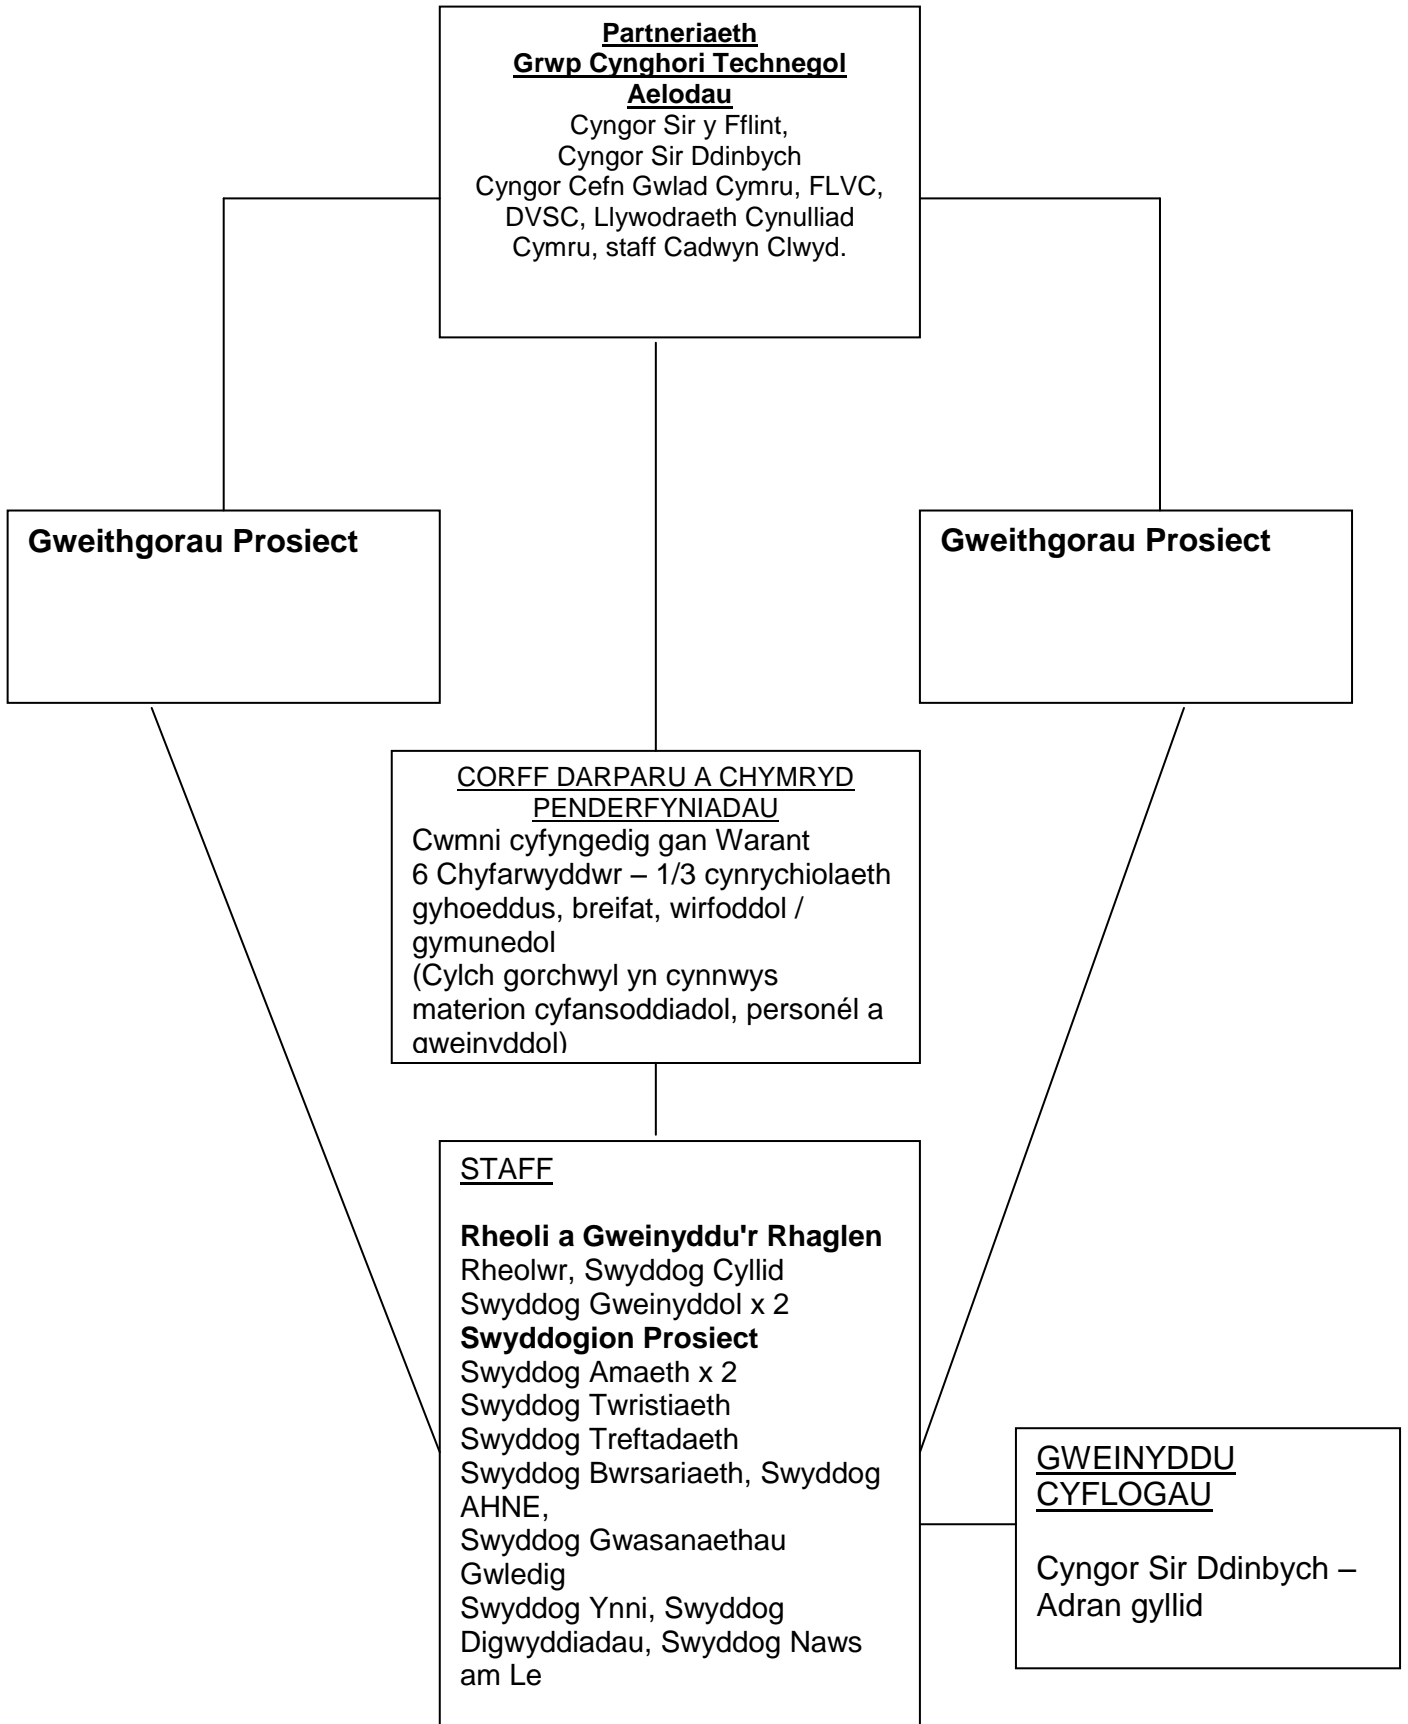 Partneriaeth
Grwp Cynghori Technegol
Aelodau
Cyngor Sir y Fflint,
Cyngor Sir Ddinbych
Cyngor Cefn Gwlad Cymru, FLVC,
DVSC, Llywodraeth Cynulliad
Cymru, staff Cadwyn Clwyd.
Gweithgorau Prosiect
Gweithgorau Prosiect
CORFF DARPARU A CHYMRYD
PENDERFYNIADAU
Cwmni cyfyngedig gan Warant
6 Chyfarwyddwr – 1/3 cynrychiolaeth
gyhoeddus, breifat, wirfoddol /
gymunedol
(Cylch gorchwyl yn cynnwys
materion cyfansoddiadol, personél a
gweinyddol)
STAFF
Rheoli a Gweinyddu'r Rhaglen
Rheolwr, Swyddog Cyllid
Swyddog Gweinyddol x 2
Swyddogion Prosiect
Swyddog Amaeth x 2
Swyddog Twristiaeth
Swyddog Treftadaeth
Swyddog Bwrsariaeth, Swyddog
AHNE,
Swyddog Gwasanaethau
Gwledig
Swyddog Ynni, Swyddog
Digwyddiadau, Swyddog Naws
am Le
GWEINYDDU
CYFLOGAU
Cyngor Sir Ddinbych –
Adran gyllid